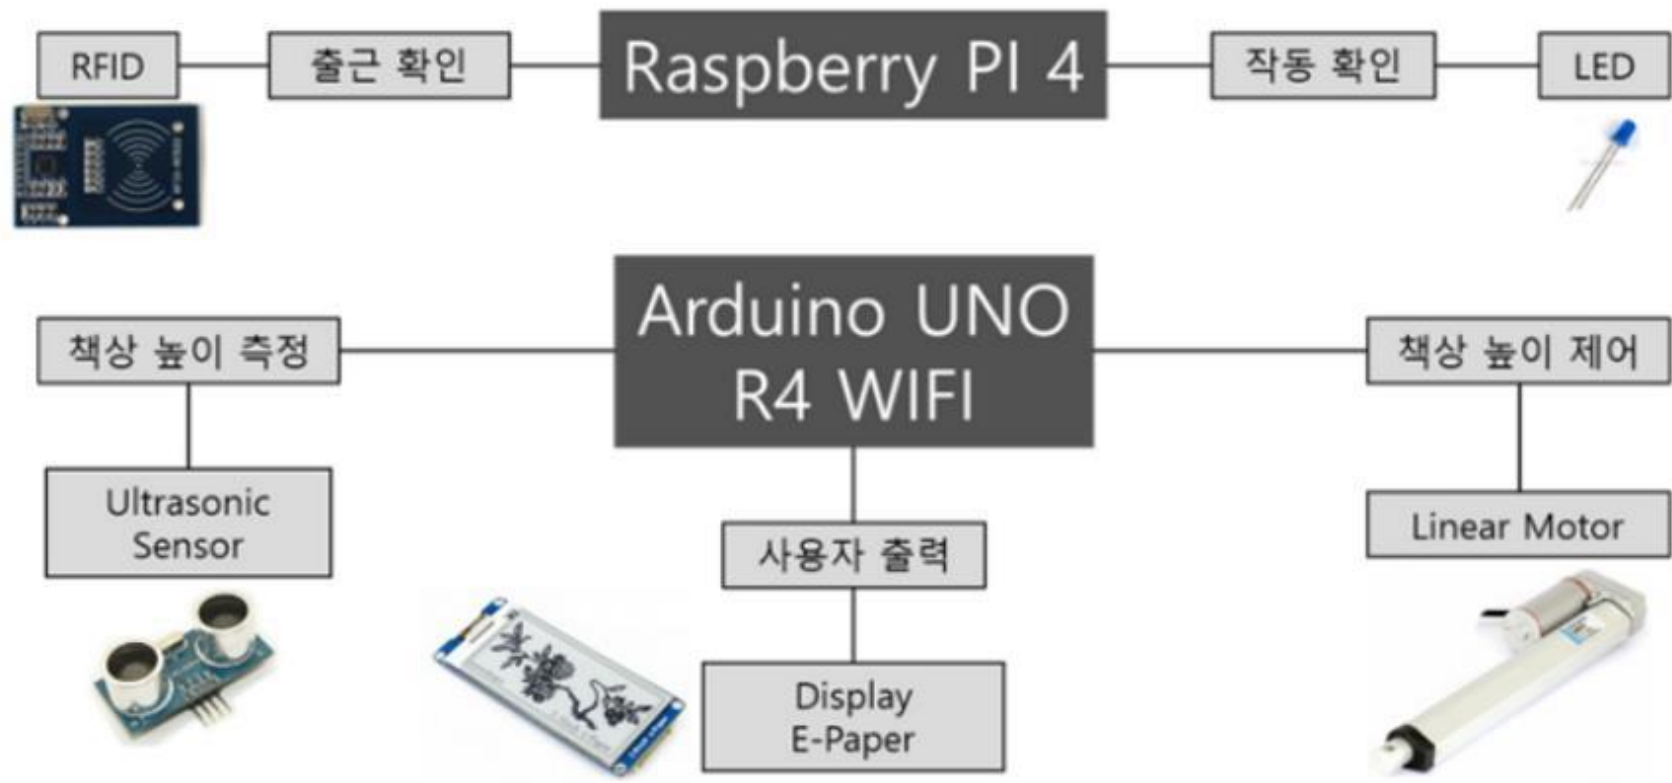 RFID
출근 확인
Raspberry PI 4
작동 확인
LED
Arduino UNO
R4 WIFI
책상 높이 측정
책상 높이 제어
Ultrasonic
Sensor
사용자 출력
Linear Motor
Display
E-Paper